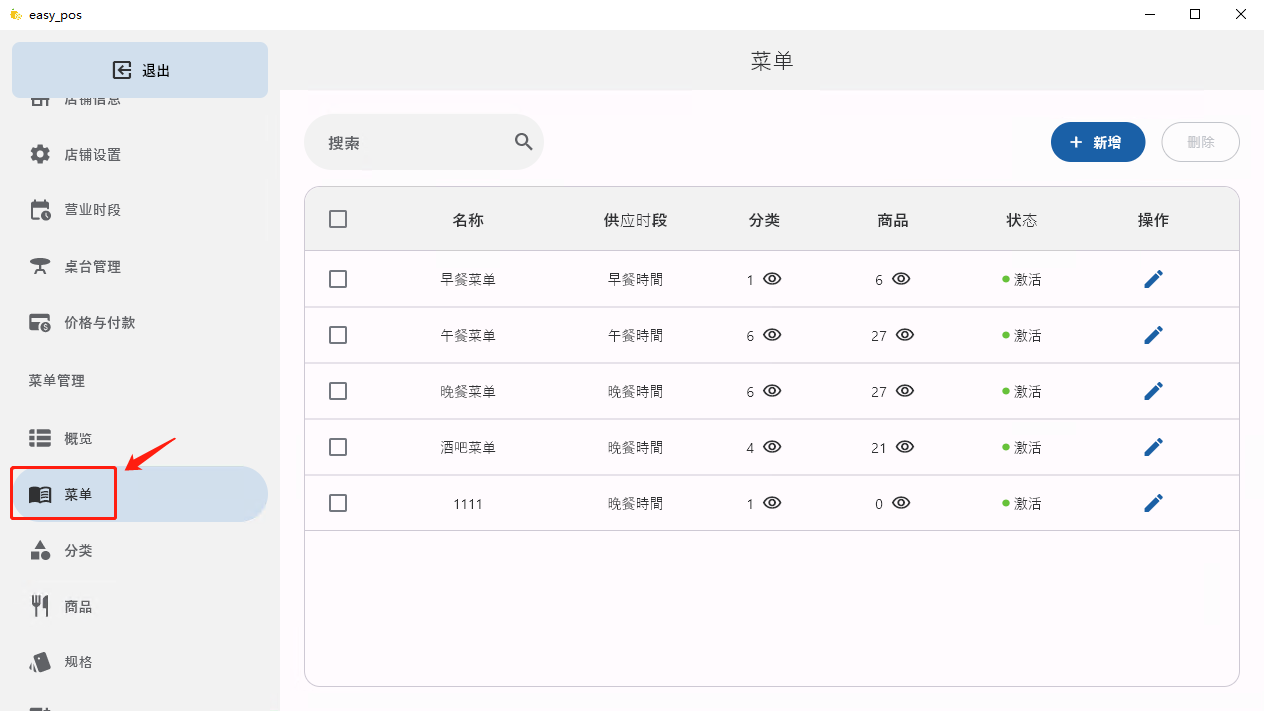 easy_pos
退出
店铺信息
店铺设置
营业时段
桌台管理
价格与付款
菜单管理
概览
菜单
分类
商品
规格
菜单
搜索
新增
删除
名称 供应时段 分类 商品 状态 操作
早餐菜单 早餐時間 1 6 激活
午餐菜单 午餐時間 6 27 激活
晚餐菜单 晚餐時間 6 27 激活
酒吧菜单 晚餐時間 4 21 激活
1111 晚餐時間 1 0 激活